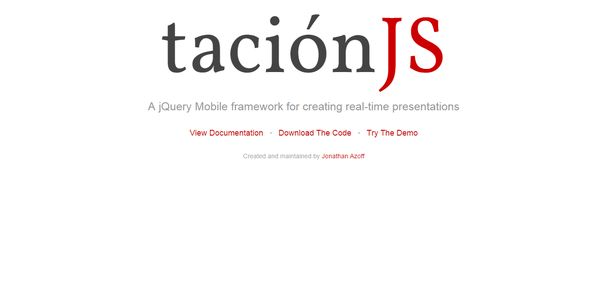 taciónJS
A jQuery Mobile framework for creating real-time presentations
View Documentation · Download The Code · Try The Demo
Created and maintained by Jonathan Azoff